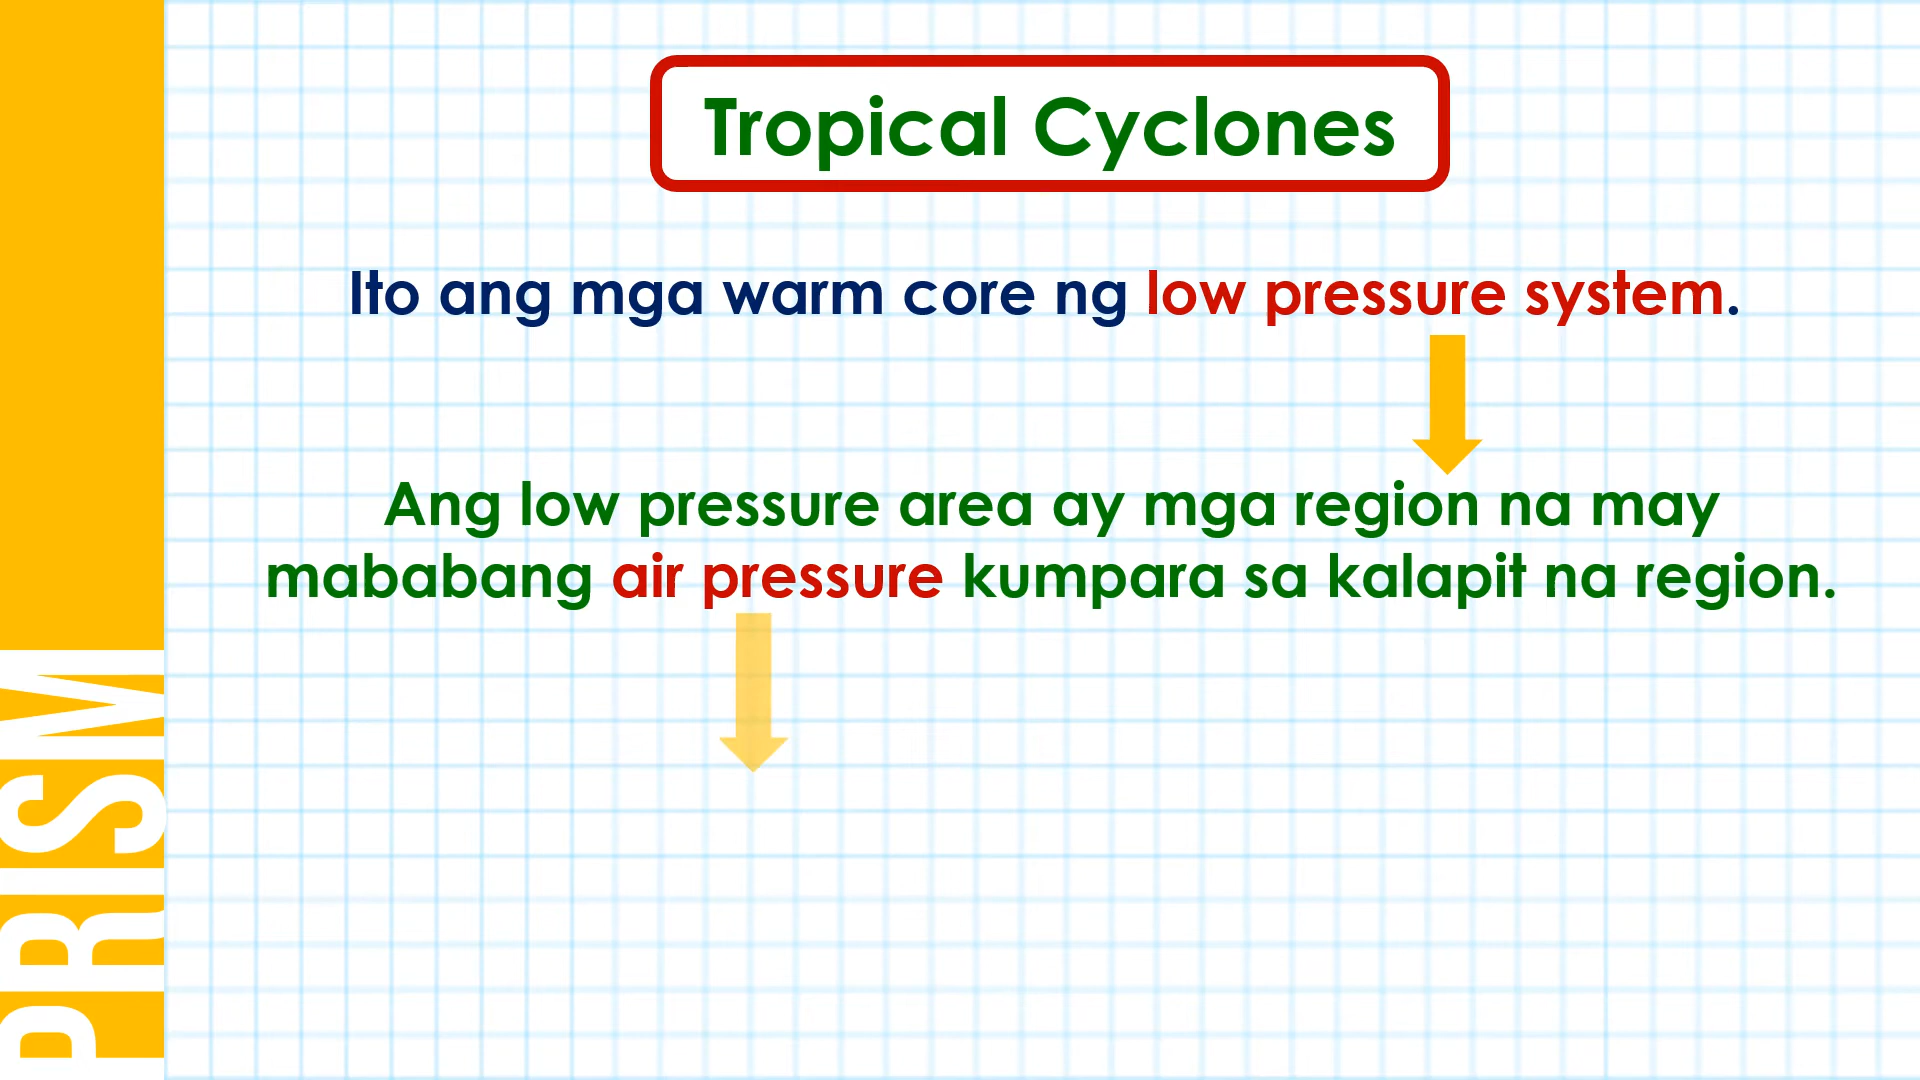 Tropical Cyclones
Ito ang mga warm core ng low pressure system.
Ang low pressure area ay mga region na may
mababang air pressure kumpara sa kalapit na region.
PRISM